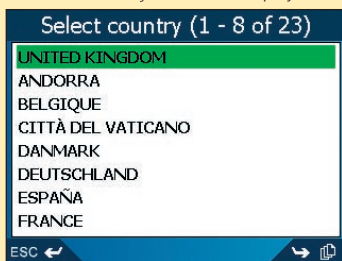 Select country (1 - 8 of 23)
UNITED KINGDOM
ANDORRA
BELGIQUE
CITTÀ DEL VATICANO
DANMARK
DEUTSCHLAND
ESPAÑA
FRANCE
ESC